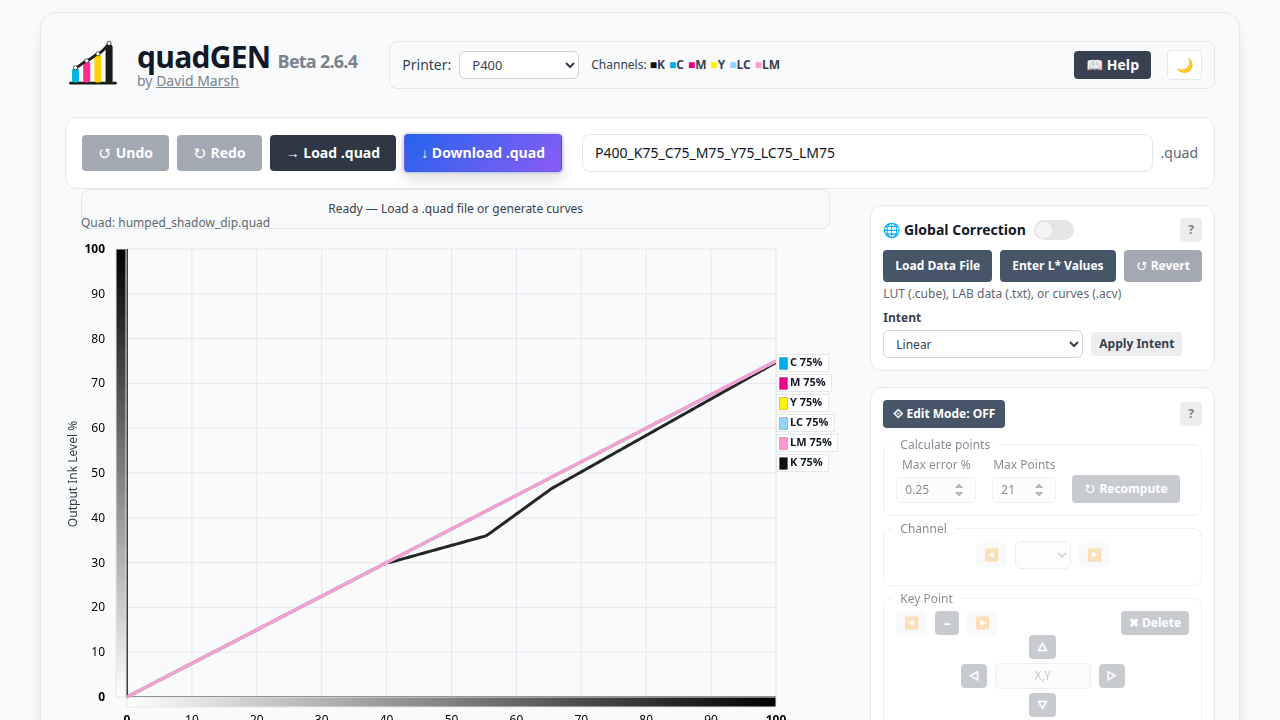 quadGEN Beta 2.6.4
by David Marsh
Printer: P400 Channels: K C M Y LC LM
📖 Help
🌙
↺ Undo ↻ Redo → Load .quad ↓ Download .quad P400_K75_C75_M75_Y75_LC75_LM75 .quad
Ready — Load a .quad file or generate curves
Quad: humped_shadow_dip.quad
100
90
80
70
60
50
40
30
20
10
0
Output Ink Level %
0 10 20 30 40 50 60 70 80 90 100
C 75%
M 75%
Y 75%
LC 75%
LM 75%
K 75%
🌐 Global Correction ?
Load Data File Enter L* Values ↺ Revert
LUT (.cube), LAB data (.txt), or curves (.acv)
Intent
Linear Apply Intent
⟐ Edit Mode: OFF ?
Calculate points
Max error % Max Points
0.25 21 ↻ Recompute
Channel
◀️ ▶️
Key Point
◀️ – ▶️ ✖ Delete
△
◁ X,Y ▷
▽